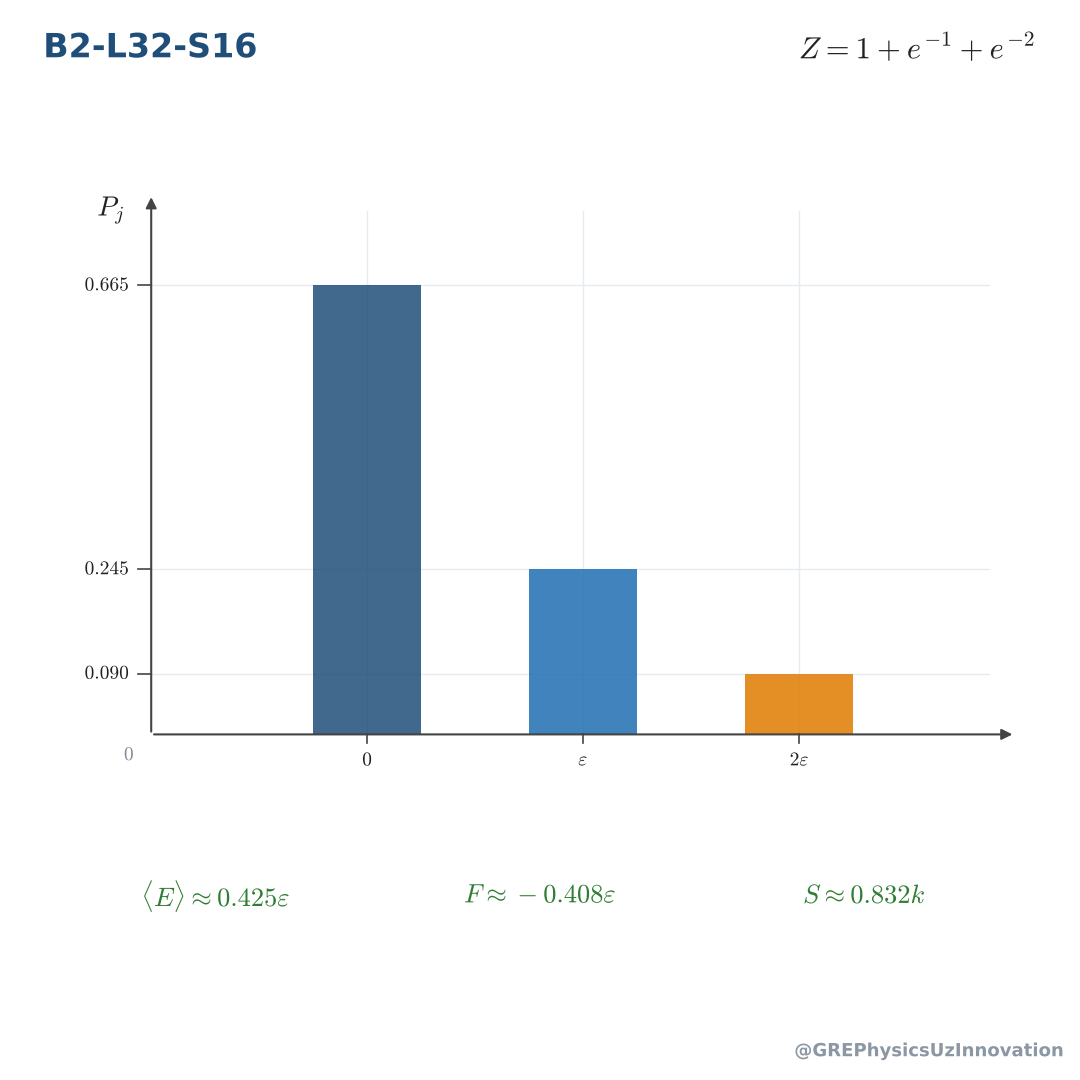 B2-L32-S16
Z = 1 + e⁻¹ + e⁻²
Pⱼ
0.665
0.245
0.090
0
0 ε 2ε
⟨E⟩ ≈ 0.425ε F ≈ −0.408ε S ≈ 0.832k
@GREPhysicsUzInnovation